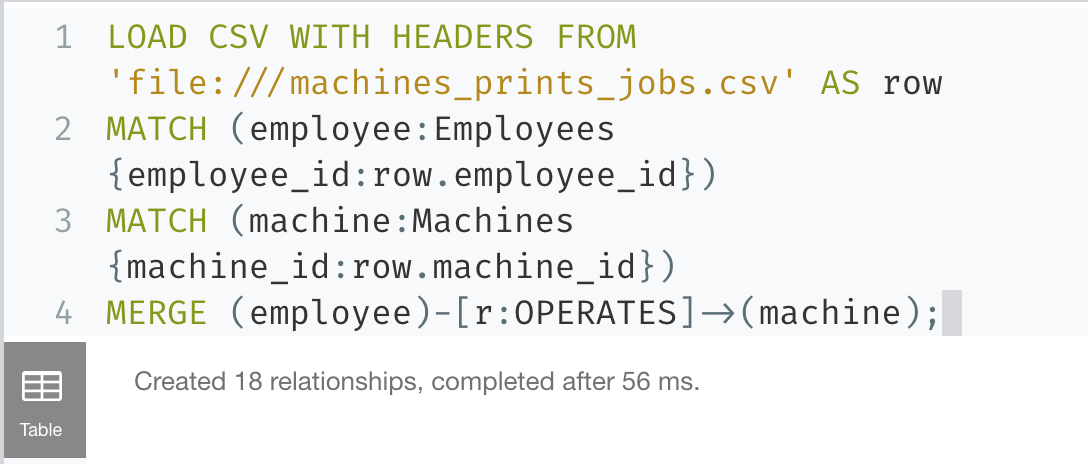 1 LOAD CSV WITH HEADERS FROM
'file:///machines_prints_jobs.csv' AS row
2 MATCH (employee:Employees
{employee_id:row.employee_id})
3 MATCH (machine:Machines
{machine_id:row.machine_id})
4 MERGE (employee)-[r:OPERATES]->(machine);
Created 18 relationships, completed after 56 ms.
Table